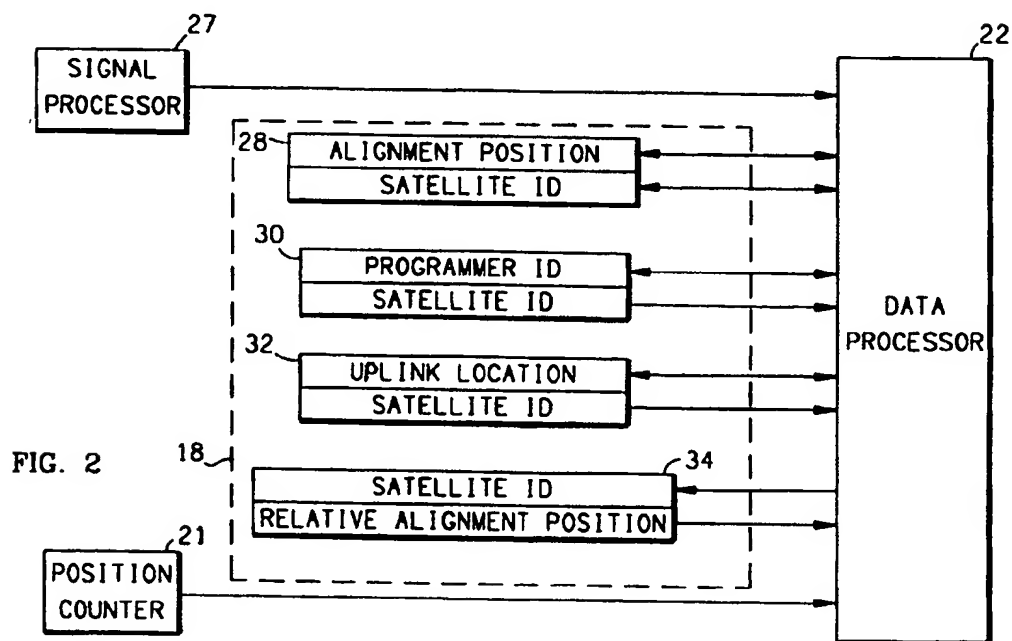 27
SIGNAL
PROCESSOR
22
28
ALIGNMENT POSITION
SATELLITE ID
30
PROGRAMMER ID
SATELLITE ID
DATA
PROCESSOR
32
UPLINK LOCATION
SATELLITE ID
FIG. 2
18
34
SATELLITE ID
RELATIVE ALIGNMENT POSITION
21
POSITION
COUNTER